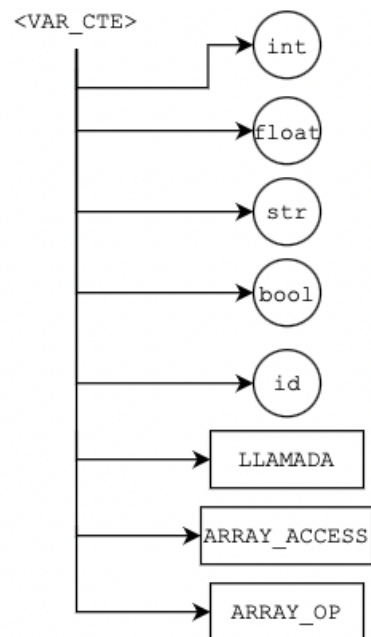 <VAR_CTE>
int
float
str
bool
id
LLAMADA
ARRAY_ACCESS
ARRAY_OP